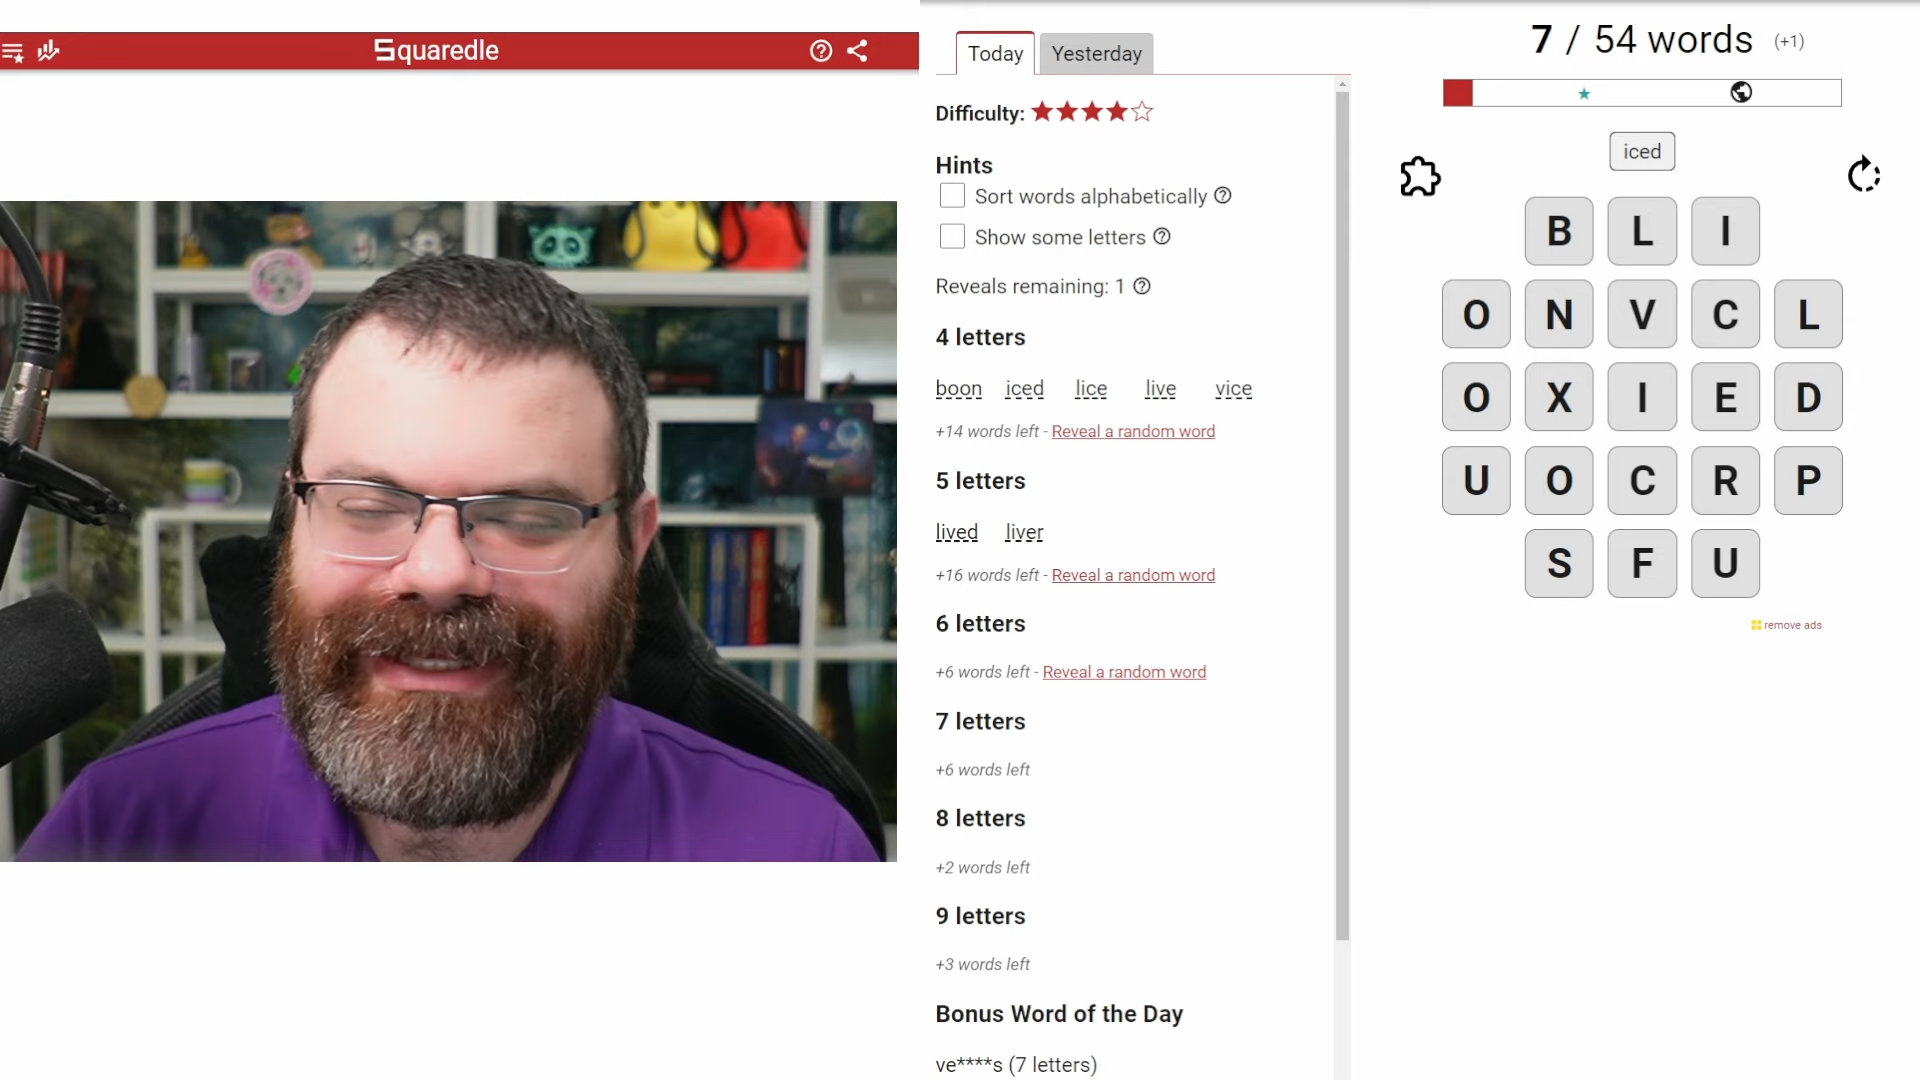 Squaredle
Today
Yesterday
Difficulty:
Hints
Sort words alphabetically
Show some letters
Reveals remaining: 1
4 letters
boon iced lice live vice
+14 words left - Reveal a random word
5 letters
lived liver
+16 words left - Reveal a random word
6 letters
+6 words left - Reveal a random word
7 letters
+6 words left
8 letters
+2 words left
9 letters
+3 words left
Bonus Word of the Day
ve****s (7 letters)
7 / 54 words (+1)
iced
B L I
O N V C L
O X I E D
U O C R P
S F U
remove ads